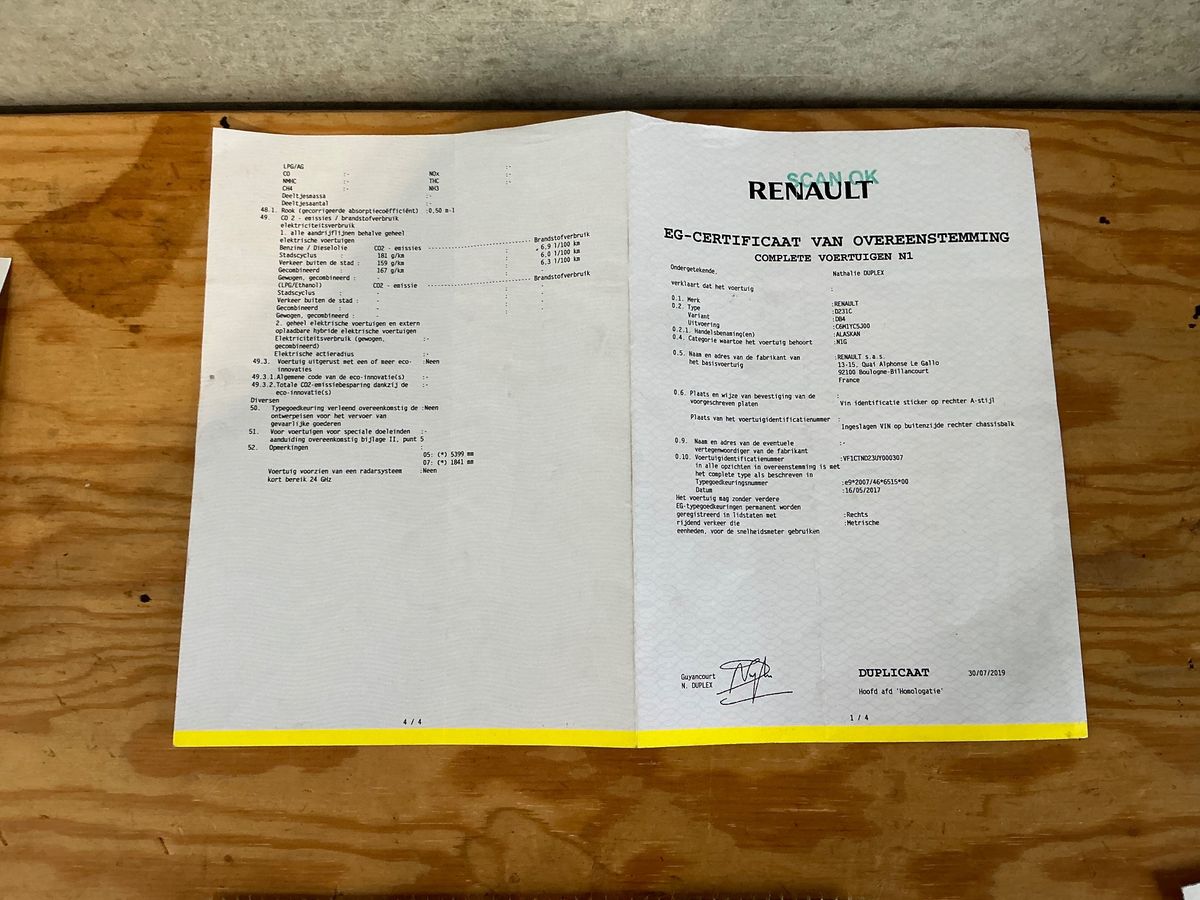 LPG/AG
CO :- NOx :-
NMHC :- THC :-
CH4 :- NH3
Deeltjesmassa :-
Deeltjesaantal :-
48.1. Rook (gecorrigeerde absorptiecoëfficiënt) :0,50 m-1
49. CO 2 - emissies / brandstofverbruik
elektriciteitsverbruik
1. alle aandrijflijnen behalve geheel
elektrische voertuigen
Benzine / Dieselolie CO2 - emissies Brandstofverbruik
Stadscyclus : 181 g/km : 6.9 l/100 km
Verkeer buiten de stad : 159 g/km : 6.0 l/100 km
Gecombineerd : 167 g/km : 6.3 l/100 km
Gewogen, gecombineerd : -
(LPG/Ethanol) CO2 - emissie Brandstofverbruik
Stadscyclus : - : -
Verkeer buiten de stad : - : -
Gecombineerd : - : -
Gewogen, gecombineerd : - : -
2. geheel elektrische voertuigen en extern
oplaadbare hybride elektrische voertuigen
Elektriciteitsverbruik (gewogen, :-
gecombineerd)
Elektrische actieradius :-
49.3. Voertuig uitgerust met een of meer eco- :Neen
innovaties
49.3.1.Algemene code van de eco-innovatie(s) :-
49.3.2.Totale CO2-emissiebesparing dankzij de :-
eco-innovatie(s)
Diversen
50. Typegoedkeuring verleend overeenkomstig de :Neen
ontwerpeisen voor het vervoer van
gevaarlijke goederen
51. Voor voertuigen voor speciale doeleinden :-
aanduiding overeenkomstig bijlage II, punt 5
52. Opmerkingen
05: (*) 5399 mm
07: (*) 1841 mm
Voertuig voorzien van een radarsysteem :Neen
kort bereik 24 GHz
4 / 4
SCAN OK
RENAULT
EG-CERTIFICAAT VAN OVEREENSTEMMING
COMPLETE VOERTUIGEN N1
Ondergetekende, Nathalie DUPLEX
verklaart dat het voertuig :
0.1. Merk :RENAULT
0.2. Type :D231C
Variant :DB4
Uitvoering :C6M1YC5J00
0.2.1. Handelsbenaming(en) :ALASKAN
0.4. Categorie waartoe het voertuig behoort :N1G
0.5. Naam en adres van de fabrikant van :RENAULT s.a.s.
het basisvoertuig 13-15, Quai Alphonse Le Gallo
92100 Boulogne-Billancourt
France
0.6. Plaats en wijze van bevestiging van de :
voorgeschreven platen Vin identificatie sticker op rechter A-stijl
Plaats van het voertuigidentificatienummer :
Ingeslagen VIN op buitenzijde rechter chassisbalk
0.9. Naam en adres van de eventuele :-
vertegenwoordiger van de fabrikant
0.10. Voertuigidentificatienummer :VF1CTND23UY000307
in alle opzichten in overeenstemming is met
het complete type als beschreven in
Typegoedkeuringsnummer :e9*2007/46*6515*00
Datum :16/05/2017
Het voertuig mag zonder verdere
EG-typegoedkeuringen permanent worden
geregistreerd in lidstaten met :Rechts
rijdend verkeer die :Metrische
eenheden, voor de snelheidsmeter gebruiken
Guyancourt
N. DUPLEX
DUPLICAAT 30/07/2019
Hoofd afd 'Homologatie'
1 / 4